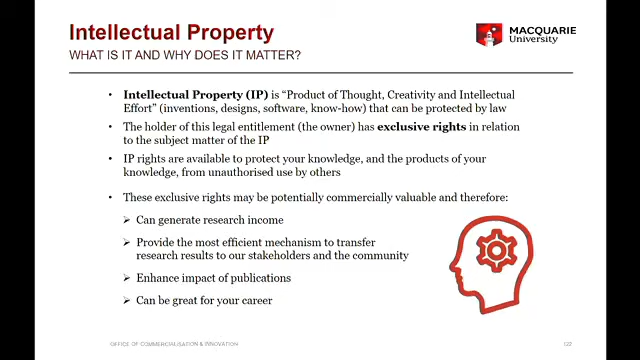 Intellectual Property
MACQUARIE
University
WHAT IS IT AND WHY DOES IT MATTER?
• Intellectual Property (IP) is “Product of Thought, Creativity and Intellectual
Effort” (inventions, designs, software, know-how) that can be protected by law
• The holder of this legal entitlement (the owner) has exclusive rights in relation
to the subject matter of the IP
• IP rights are available to protect your knowledge, and the products of your
knowledge, from unauthorised use by others
• These exclusive rights may be potentially commercially valuable and therefore:
➢ Can generate research income
➢ Provide the most efficient mechanism to transfer
research results to our stakeholders and the community
➢ Enhance impact of publications
➢ Can be great for your career
OFFICE OF COMMERCIALISATION & INNOVATION
122